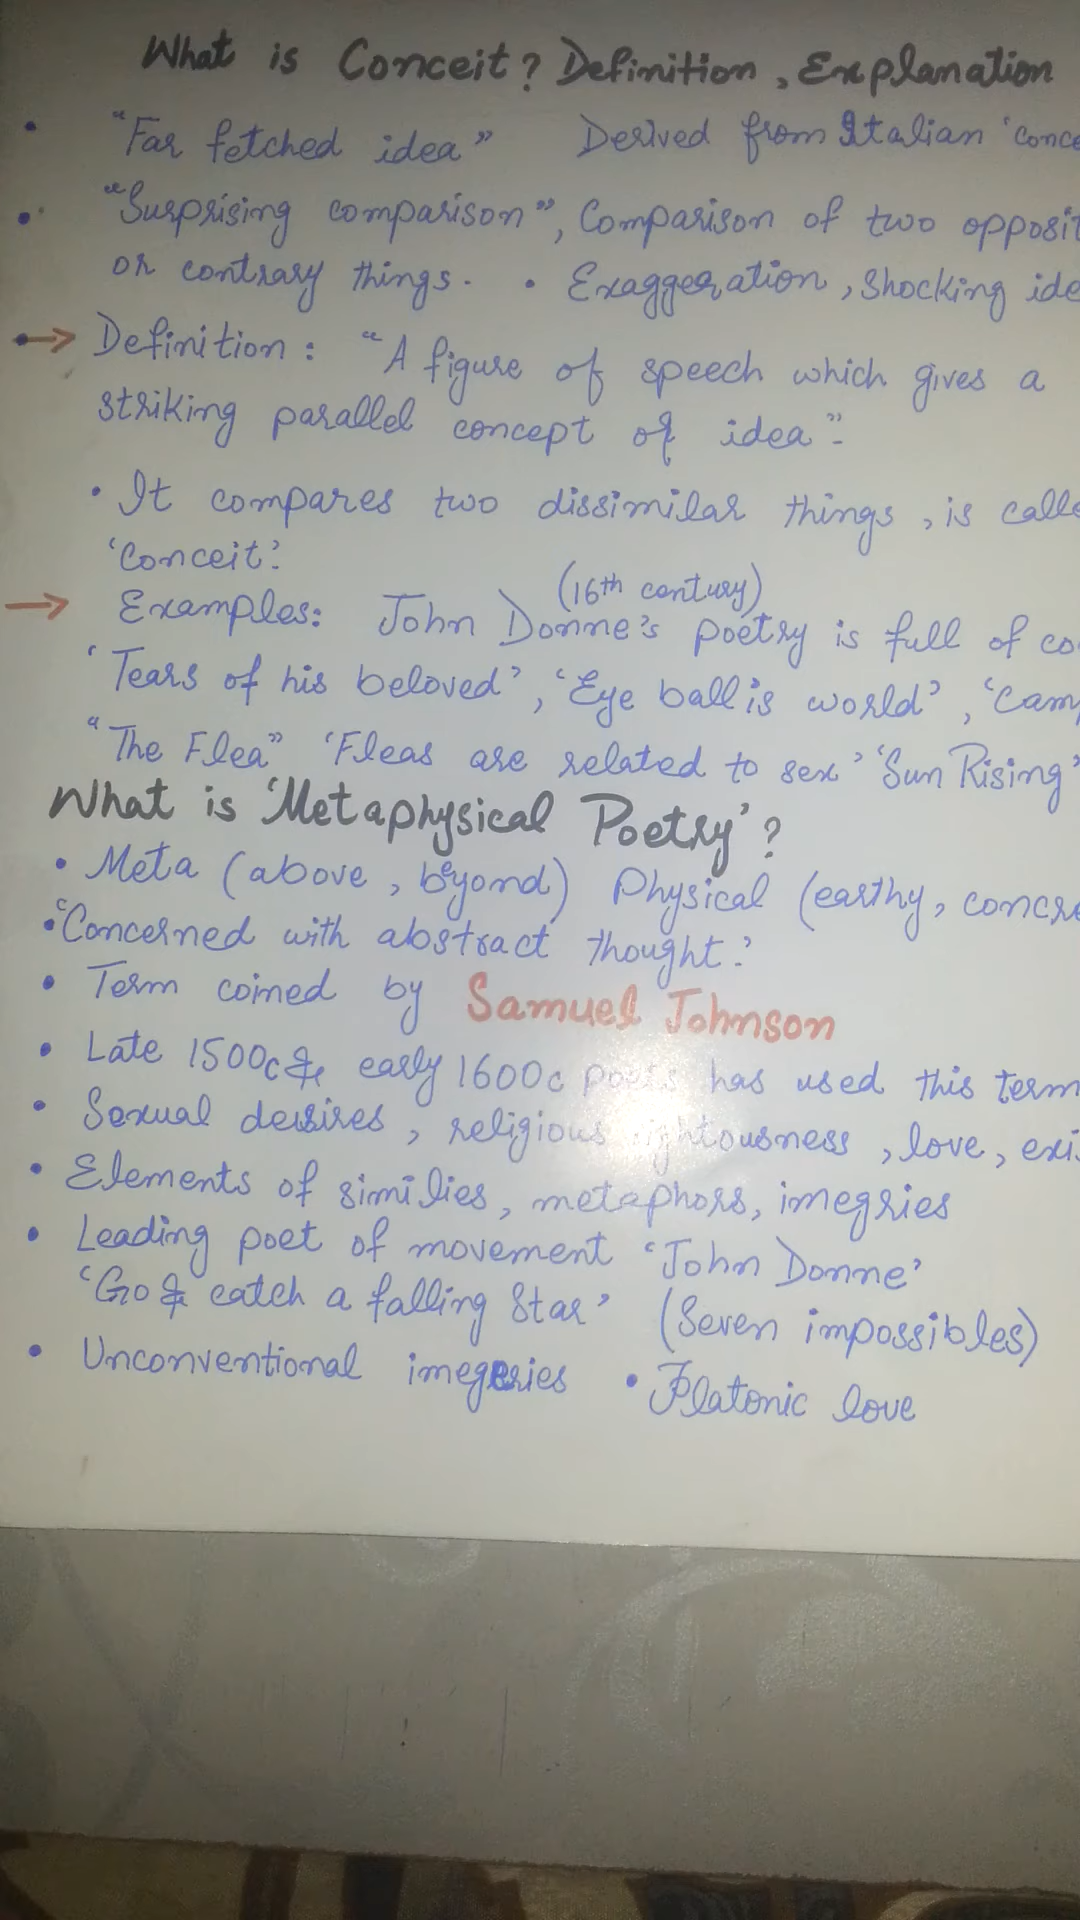 What is Conceit? Definition, Explanation
• "Far fetched idea" Derived from Italian 'conce
• "Surprising comparison", Comparison of two opposit
or contrary things. • Exaggeration, Shocking ide
→ Definition: "A figure of speech which gives a
striking parallel concept of idea".
• It compares two dissimilar things, is calle
'Conceit'.
(16th century)
→ Examples: John Donne's poetry is full of co
'Tears of his beloved', 'Eye ball is world', 'Cam
"The Flea" 'Fleas are related to sex' 'Sun Rising'
What is 'Metaphysical Poetry'?
• Meta (above, beyond) Physical (earthy, concre
• 'Concerned with abstract thought.'
• Term coined by Samuel Johnson
• Late 1500c & early 1600c poets has used this term
• Sexual desires, religious rightousness, love, exi
• Elements of similies, metaphors, imegries
• Leading poet of movement 'John Donne'
'Go & catch a falling Star' (Seven impossibles)
• Unconventional imegeries • Platonic love